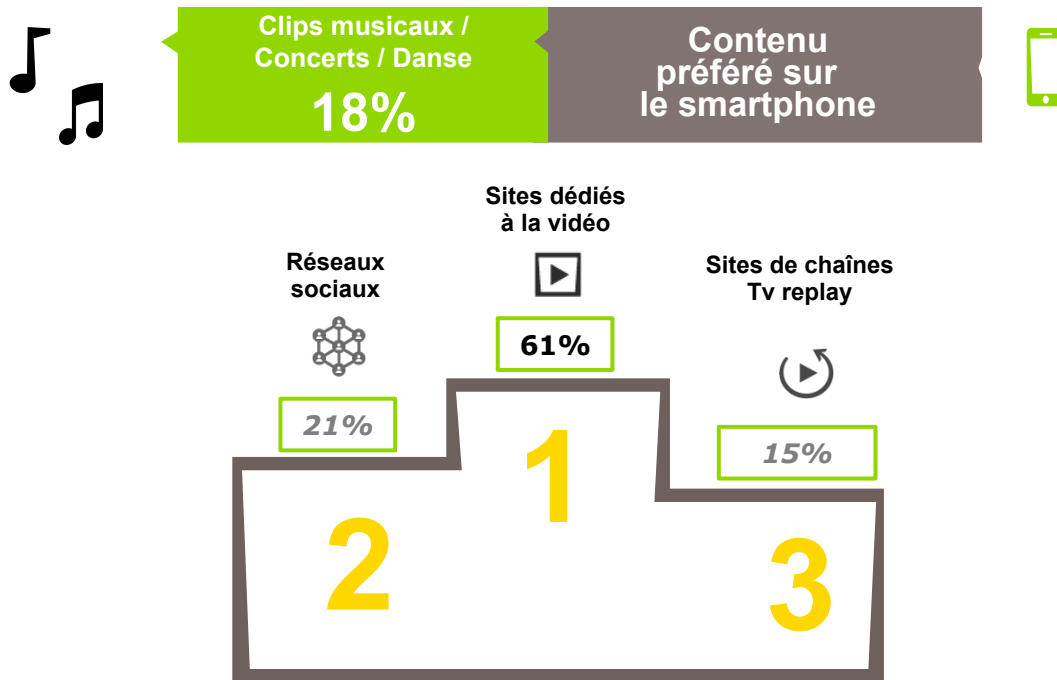 Clips musicaux /
Concerts / Danse
18%
Contenu
préféré sur
le smartphone
Sites dédiés
à la vidéo
61%
Réseaux
sociaux
21%
Sites de chaînes
Tv replay
15%
1
2
3